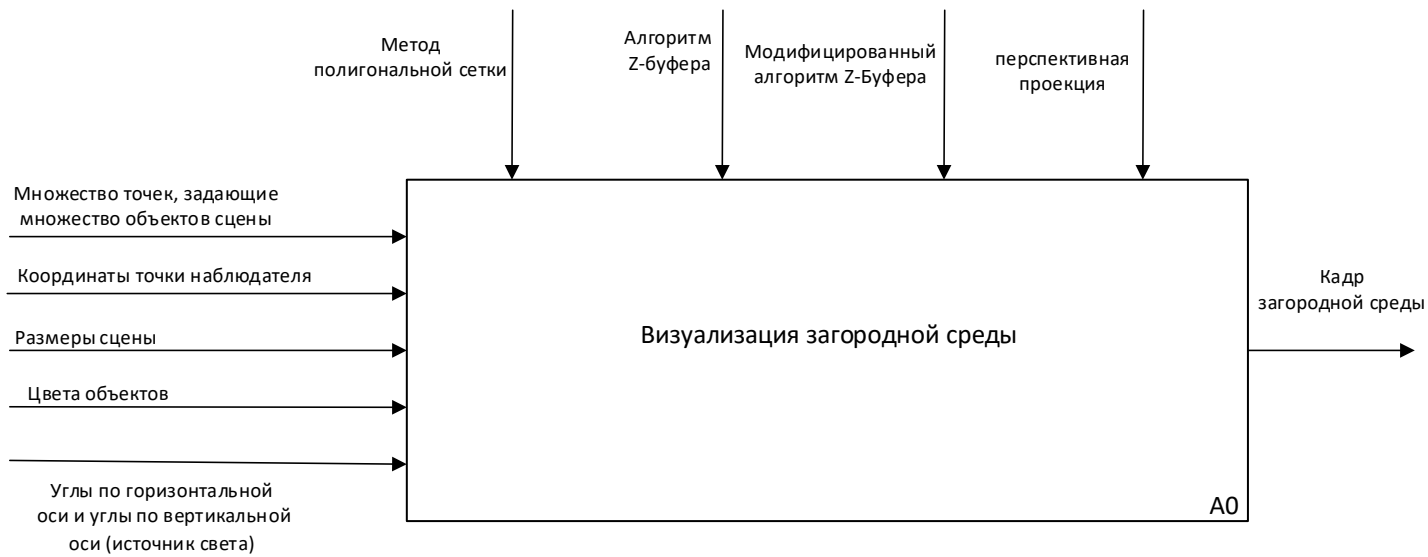 Метод
полигональной сетки
Алгоритм
Z-буфера
Модифицированный
алгоритм Z-Буфера
перспективная
проекция
Множество точек, задающие
множество объектов сцены
Координаты точки наблюдателя
Размеры сцены
Цвета объектов
Углы по горизонтальной
оси и углы по вертикальной
оси (источник света)
Визуализация загородной среды
A0
Кадр
загородной среды